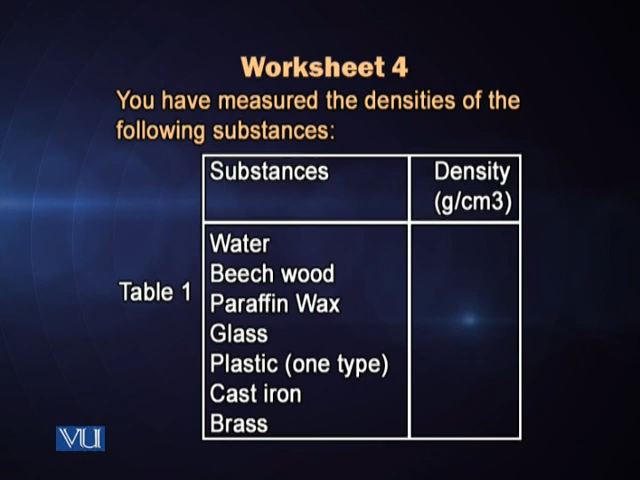 Worksheet 4
You have measured the densities of the
following substances:
Substances
Density
(g/cm3)
Table 1
Water
Beech wood
Paraffin Wax
Glass
Plastic (one type)
Cast iron
Brass
VU